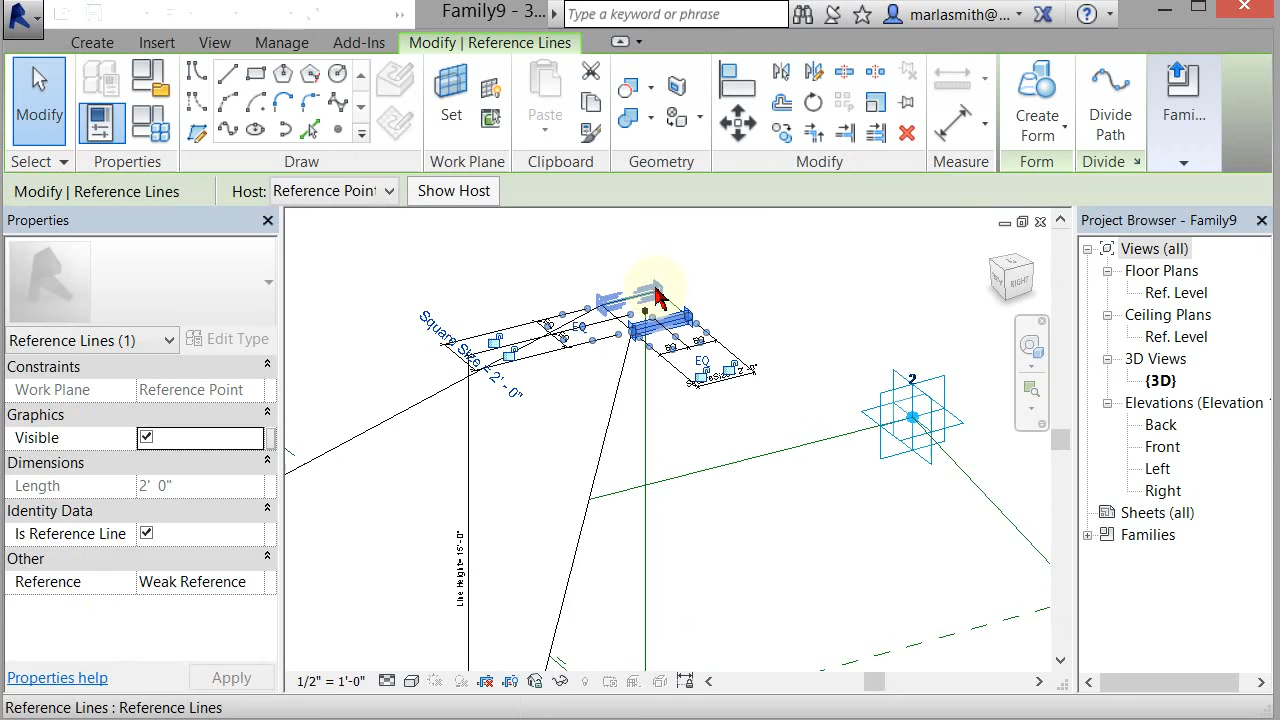 Family9 - 3...
Type a keyword or phrase
marlasmith@...
Create
Insert
View
Manage
Add-Ins
Modify | Reference Lines
Modify
Set
Paste
Create
Form
Divide
Path
Fami...
Select
Properties
Draw
Work Plane
Clipboard
Geometry
Modify
Measure
Form
Divide
Modify | Reference Lines
Host:
Reference Point
Show Host
Properties
Reference Lines (1)
Edit Type
Constraints
Work Plane
Reference Point
Graphics
Visible
Dimensions
Length
2' 0"
Identity Data
Is Reference Line
Other
Reference
Weak Reference
Properties help
Apply
Square Size = 2' - 0"
EQ
EQ
Line Height= 15' - 0"
2
RIGHT
1/2" = 1'-0"
Project Browser - Family9
Views (all)
Floor Plans
Ref. Level
Ceiling Plans
Ref. Level
3D Views
{3D}
Elevations (Elevation
Back
Front
Left
Right
Sheets (all)
Families
Reference Lines : Reference Lines